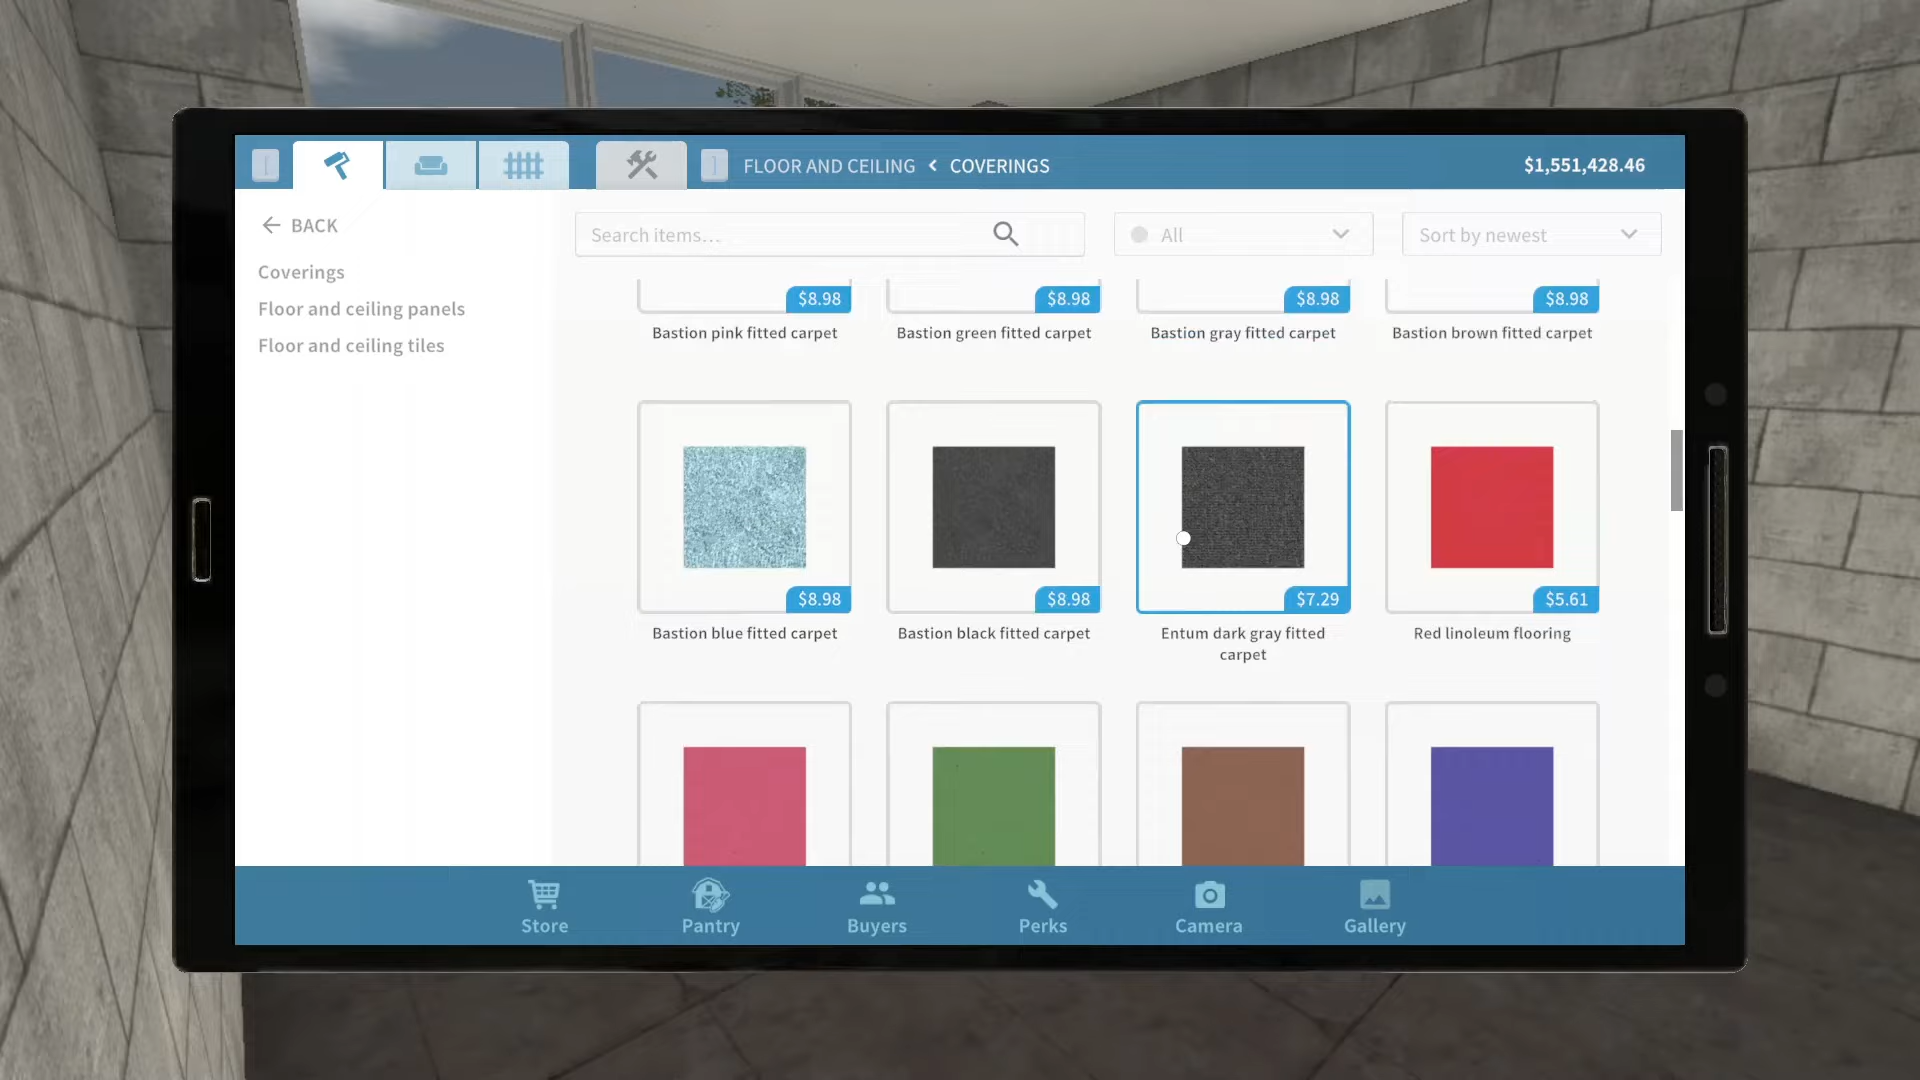 [ ] FLOOR AND CEILING < COVERINGS $1,551,428.46
BACK
Search items...
All
Sort by newest
Coverings
Floor and ceiling panels
Floor and ceiling tiles
$8.98 $8.98 $8.98 $8.98
Bastion pink fitted carpet
Bastion green fitted carpet
Bastion gray fitted carpet
Bastion brown fitted carpet
$8.98 $8.98 $7.29 $5.61
Bastion blue fitted carpet
Bastion black fitted carpet
Entum dark gray fitted
carpet
Red linoleum flooring
Store
Pantry
Buyers
Perks
Camera
Gallery